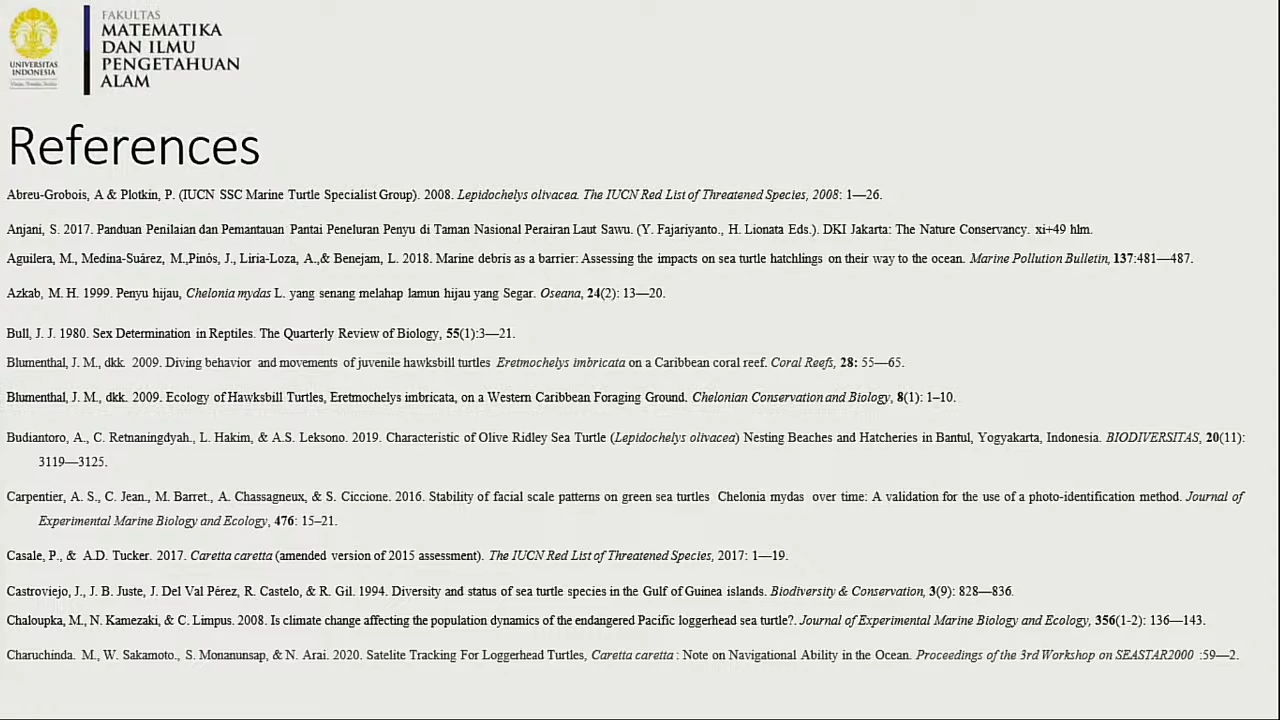 FAKULTAS
MATEMATIKA
DAN ILMU
PENGETAHUAN
ALAM
UNIVERSITAS
INDONESIA
References
Abreu-Grobois, A & Plotkin, P. (IUCN SSC Marine Turtle Specialist Group). 2008. Lepidochelys olivacea. The IUCN Red List of Threatened Species, 2008: 1—26.
Anjani, S. 2017. Panduan Penilaian dan Pemantauan Pantai Peneluran Penyu di Taman Nasional Perairan Laut Sawu. (Y. Fajariyanto., H. Lionata Eds.). DKI Jakarta: The Nature Conservancy. xi+49 hlm.
Aguilera, M., Medina-Suárez, M.,Pinós, J., Liria-Loza, A.,& Benejam, L. 2018. Marine debris as a barrier: Assessing the impacts on sea turtle hatchlings on their way to the ocean. Marine Pollution Bulletin, 137:481—487.
Azkab, M. H. 1999. Penyu hijau, Chelonia mydas L. yang senang melahap lamun hijau yang Segar. Oseana, 24(2): 13—20.
Bull, J. J. 1980. Sex Determination in Reptiles. The Quarterly Review of Biology, 55(1):3—21.
Blumenthal, J. M., dkk. 2009. Diving behavior and movements of juvenile hawksbill turtles Eretmochelys imbricata on a Caribbean coral reef. Coral Reefs, 28: 55—65.
Blumenthal, J. M., dkk. 2009. Ecology of Hawksbill Turtles, Eretmochelys imbricata, on a Western Caribbean Foraging Ground. Chelonian Conservation and Biology, 8(1): 1–10.
Budiantoro, A., C. Retnaningdyah., L. Hakim, & A.S. Leksono. 2019. Characteristic of Olive Ridley Sea Turtle (Lepidochelys olivacea) Nesting Beaches and Hatcheries in Bantul, Yogyakarta, Indonesia. BIODIVERSITAS, 20(11):
3119—3125.
Carpentier, A. S., C. Jean., M. Barret., A. Chassagneux, & S. Ciccione. 2016. Stability of facial scale patterns on green sea turtles Chelonia mydas over time: A validation for the use of a photo-identification method. Journal of
Experimental Marine Biology and Ecology, 476: 15–21.
Casale, P., & A.D. Tucker. 2017. Caretta caretta (amended version of 2015 assessment). The IUCN Red List of Threatened Species, 2017: 1—19.
Castroviejo, J., J. B. Juste, J. Del Val Pérez, R. Castelo, & R. Gil. 1994. Diversity and status of sea turtle species in the Gulf of Guinea islands. Biodiversity & Conservation, 3(9): 828—836.
Chaloupka, M., N. Kamezaki, & C. Limpus. 2008. Is climate change affecting the population dynamics of the endangered Pacific loggerhead sea turtle?. Journal of Experimental Marine Biology and Ecology, 356(1-2): 136—143.
Charuchinda. M., W. Sakamoto., S. Monanunsap, & N. Arai. 2020. Satelite Tracking For Loggerhead Turtles, Caretta caretta : Note on Navigational Ability in the Ocean. Proceedings of the 3rd Workshop on SEASTAR2000 :59—2.